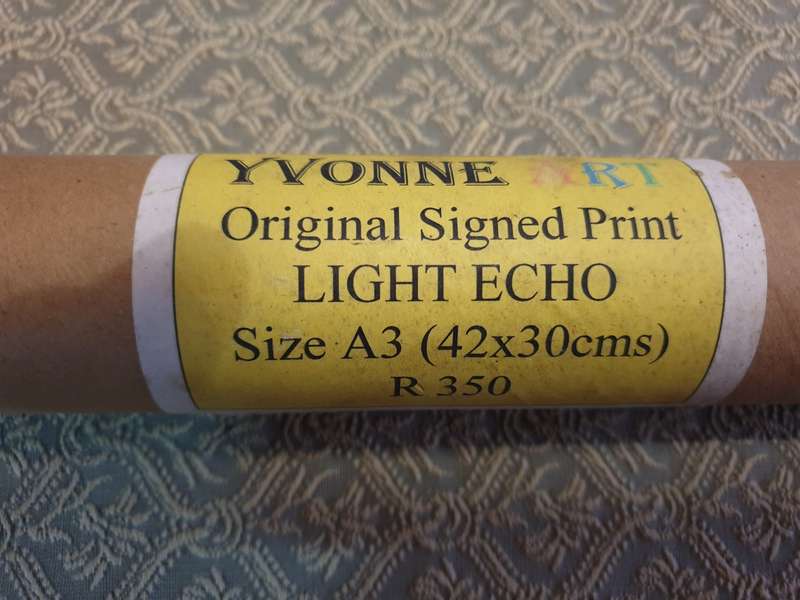 YVONNE ART
Original Signed Print
LIGHT ECHO
Size A3 (42x30cms)
R 350